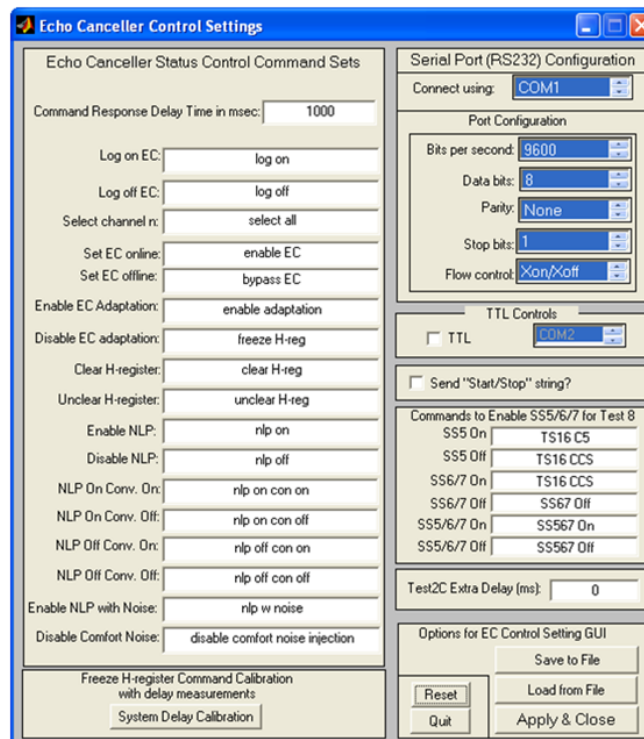 Echo Canceller Control Settings
Echo Canceller Status Control Command Sets
Command Response Delay Time in msec: 1000
Log on EC: log on
Log off EC: log off
Select channel n: select all
Set EC online: enable EC
Set EC offline: bypass EC
Enable EC Adaptation: enable adaptation
Disable EC adaptation: freeze H-reg
Clear H-register: clear H-reg
Unclear H-register: unclear H-reg
Enable NLP: nlp on
Disable NLP: nlp off
NLP On Conv. On: nlp on con on
NLP On Conv. Off: nlp on con off
NLP Off Conv. On: nlp off con on
NLP Off Conv. Off: nlp off con off
Enable NLP with Noise: nlp w noise
Disable Comfort Noise: disable comfort noise injection
Freeze H-register Command Calibration
with delay measurements
System Delay Calibration
Serial Port (RS232) Configuration
Connect using: COM1
Port Configuration
Bits per second: 9600
Data bits: 8
Parity: None
Stop bits: 1
Flow control: Xon/Xoff
TTL Controls
TTL COM2
Send "Start/Stop" string?
Commands to Enable SS5/6/7 for Test 8
SS5 On TS16 C5
SS5 Off TS16 CCS
SS6/7 On TS16 CCS
SS6/7 Off SS67 Off
SS5/6/7 On SS567 On
SS5/6/7 Off SS567 Off
Test2C Extra Delay (ms): 0
Options for EC Control Setting GUI
Save to File
Reset Load from File
Quit Apply & Close